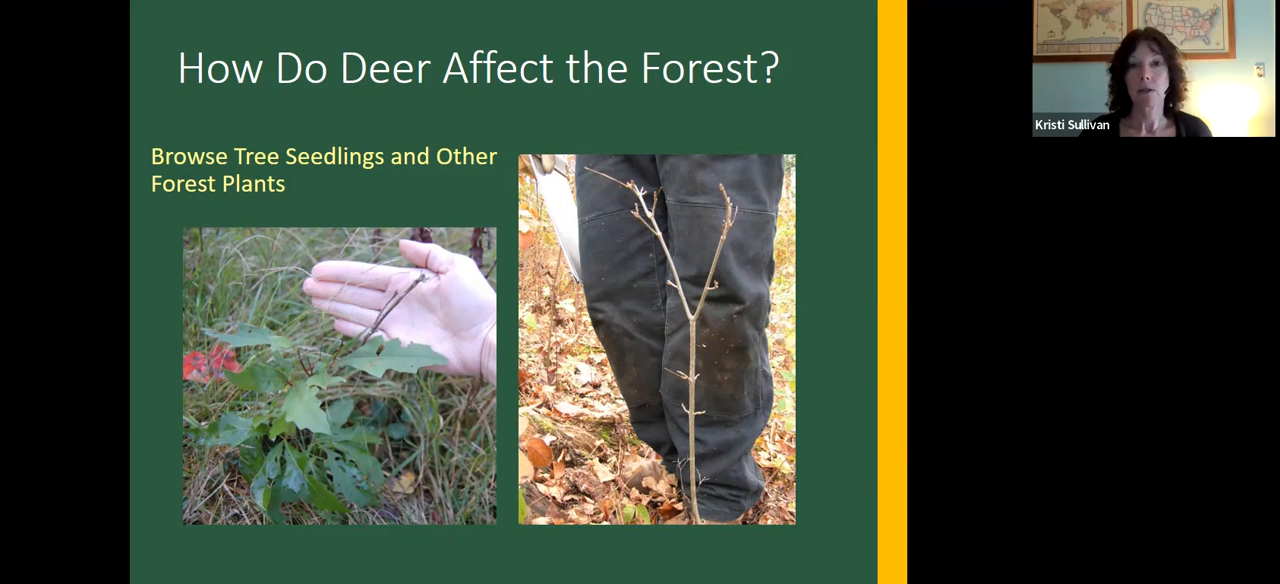 How Do Deer Affect the Forest?
Browse Tree Seedlings and Other
Forest Plants
Kristi Sullivan